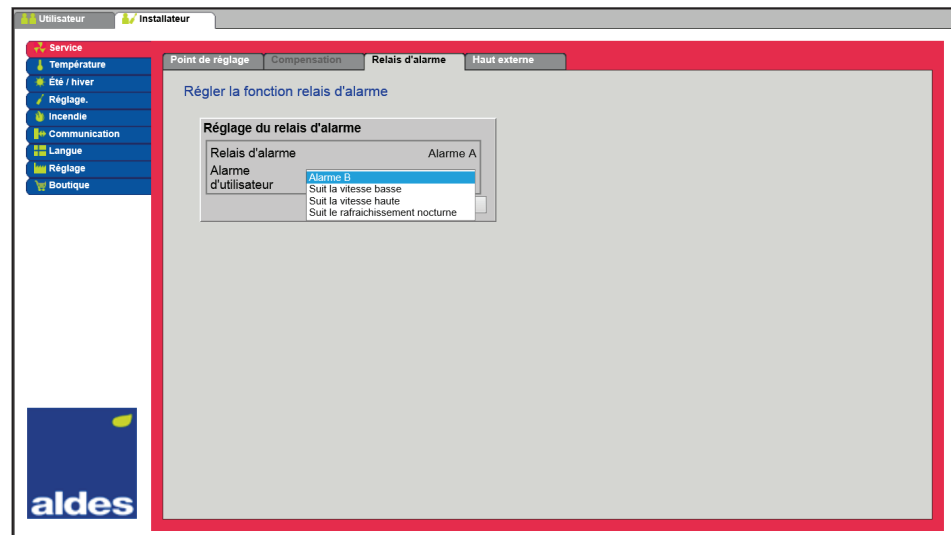 Utilisateur
Installateur
Service
Température
Été / hiver
Réglage.
Incendie
Communication
Langue
Réglage
Boutique
Point de réglage
Compensation
Relais d'alarme
Haut externe
Régler la fonction relais d'alarme
Réglage du relais d'alarme
Relais d'alarme Alarme A
Alarme
d'utilisateur
Alarme B
Suit la vitesse basse
Suit la vitesse haute
Suit le rafraichissement nocturne
aldes